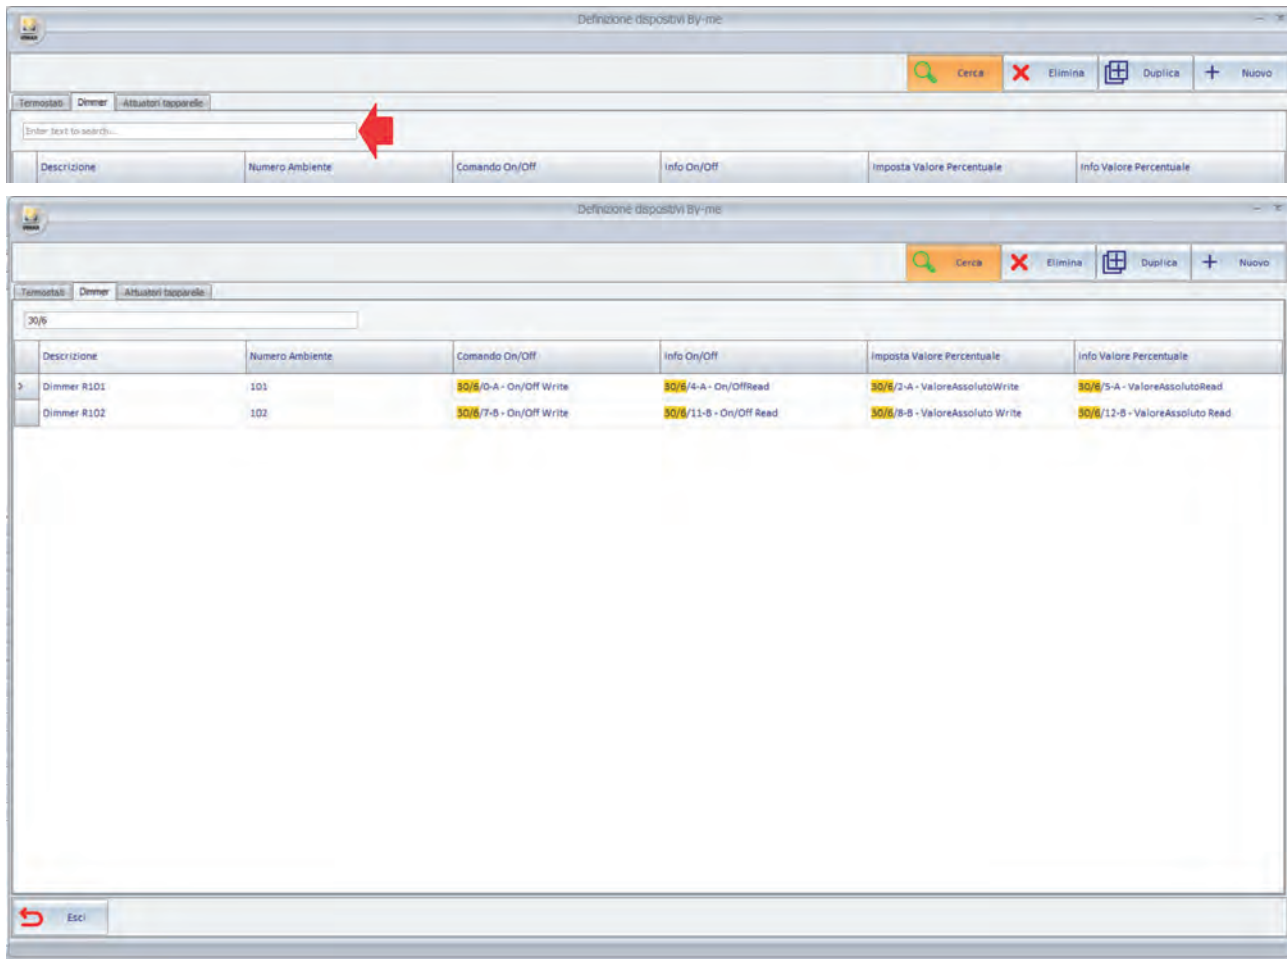 Definizione dispositivi By-me
Cerca Elimina Duplica Nuovo
Termostati Dimmer Attuatori tapparelle
Enter text to search...
Descrizione Numero Ambiente Comando On/Off Info On/Off Imposta Valore Percentuale Info Valore Percentuale
Definizione dispositivi By-me
Cerca Elimina Duplica Nuovo
Termostati Dimmer Attuatori tapparelle
30/6
Descrizione Numero Ambiente Comando On/Off Info On/Off Imposta Valore Percentuale Info Valore Percentuale
Dimmer R101 101 30/6/0-A - On/Off Write 30/6/4-A - On/OffRead 30/6/2-A - ValoreAssolutoWrite 30/6/5-A - ValoreAssolutoRead
Dimmer R102 102 30/6/7-B - On/Off Write 30/6/11-B - On/Off Read 30/6/8-B - ValoreAssoluto Write 30/6/12-B - ValoreAssoluto Read
Esci